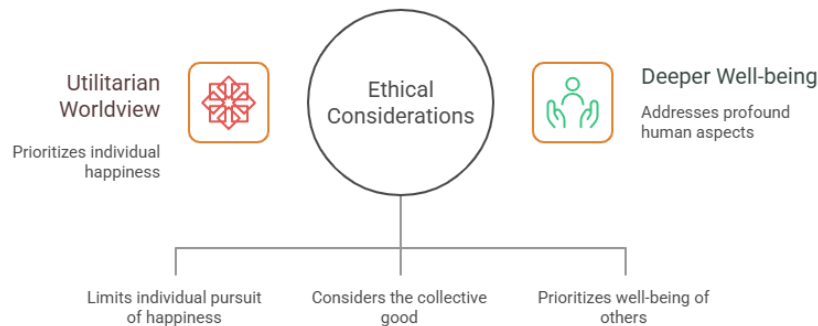 Utilitarian
Worldview
Prioritizes individual
happiness
Ethical
Considerations
Deeper Well-being
Addresses profound
human aspects
Limits individual pursuit
of happiness
Considers the collective
good
Prioritizes well-being of
others